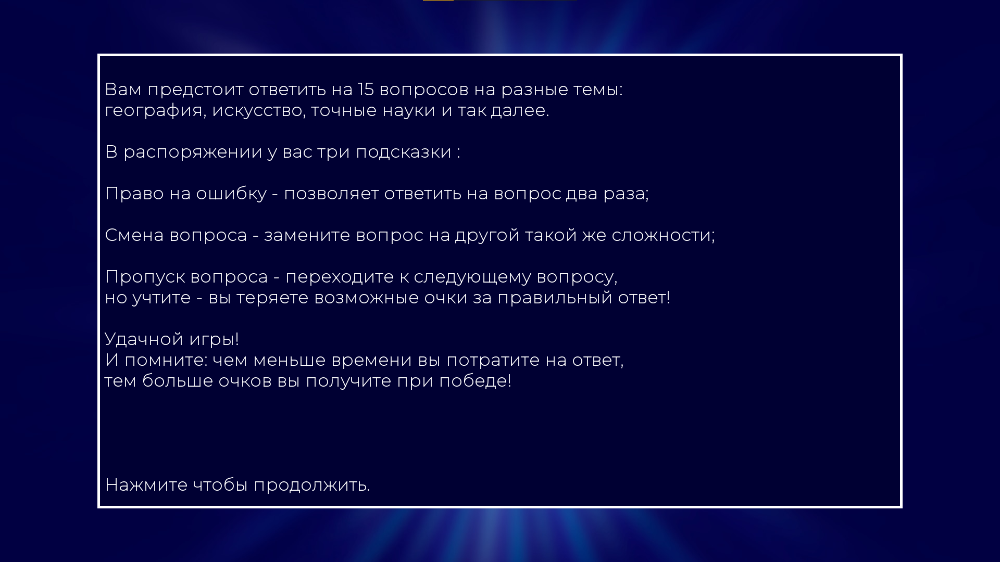 Вам предстоит ответить на 15 вопросов на разные темы:
география, искусство, точные науки и так далее.
В распоряжении у вас три подсказки :
Право на ошибку - позволяет ответить на вопрос два раза;
Смена вопроса - замените вопрос на другой такой же сложности;
Пропуск вопроса - переходите к следующему вопросу,
но учтите - вы теряете возможные очки за правильный ответ!
Удачной игры!
И помните: чем меньше времени вы потратите на ответ,
тем больше очков вы получите при победе!
Нажмите чтобы продолжить.